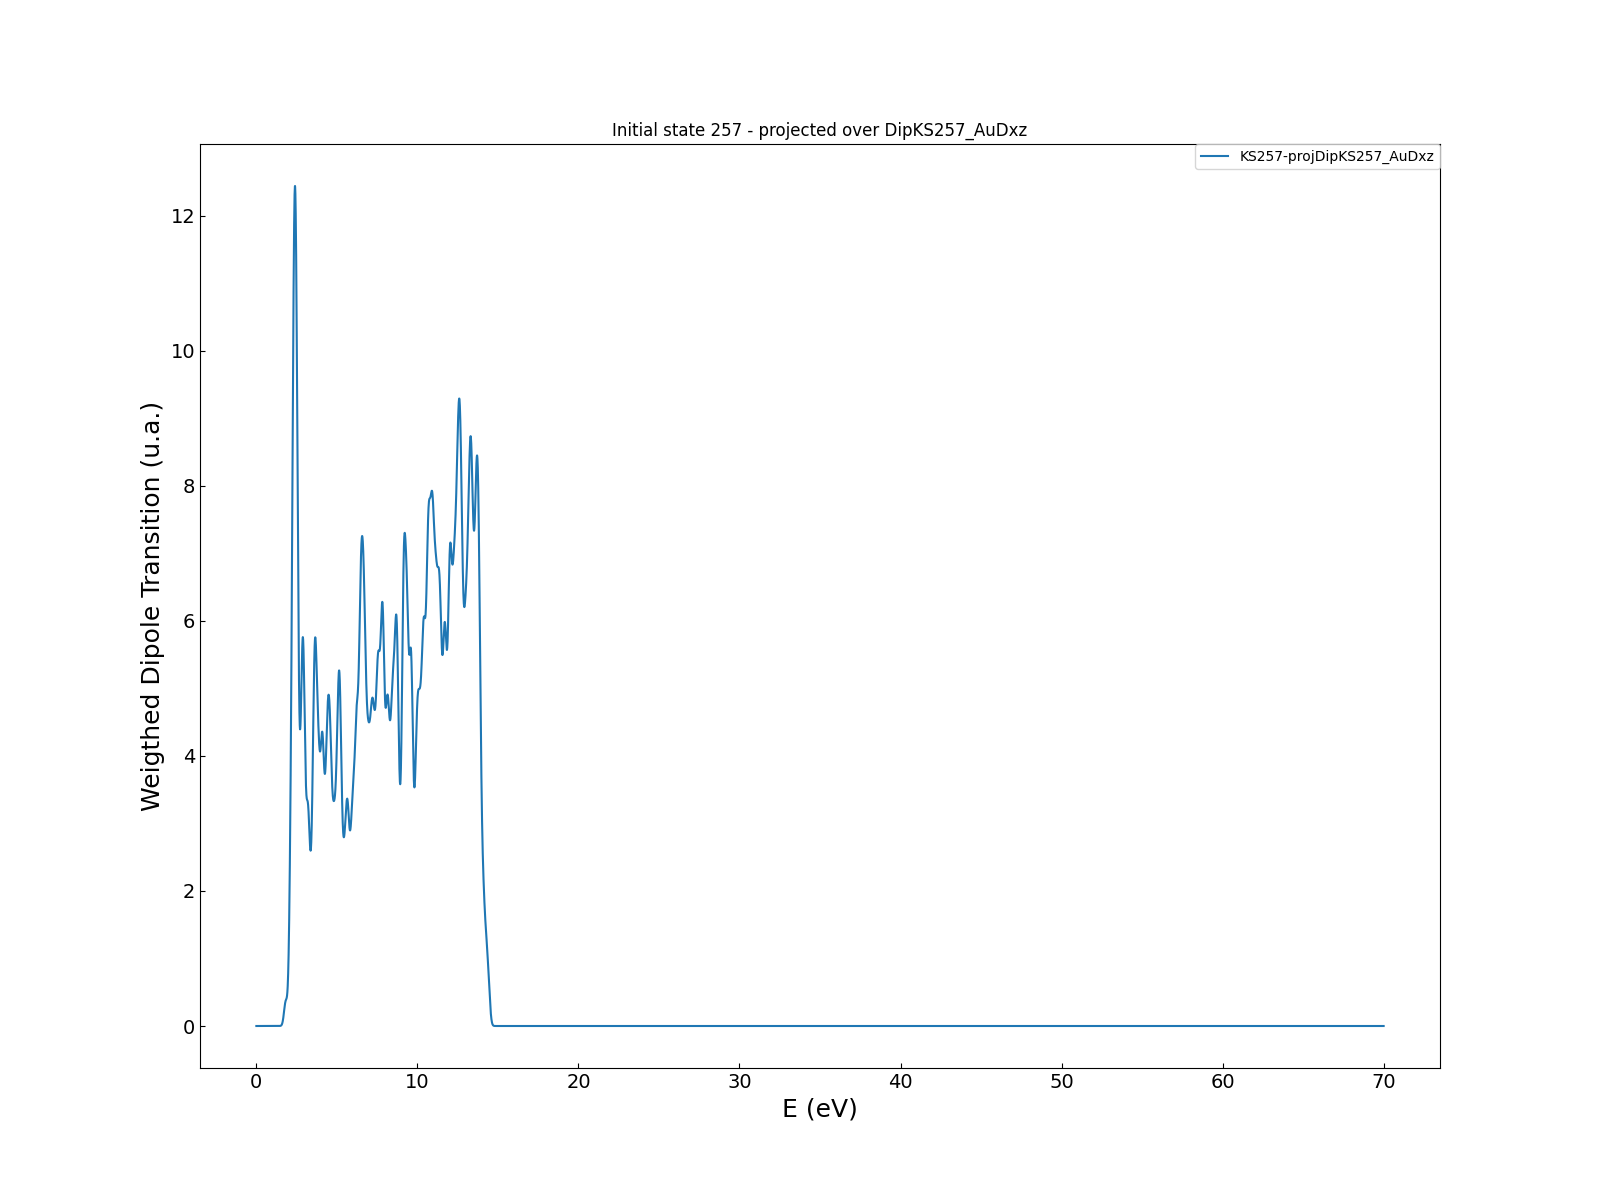 Initial state 257 - projected over DipKS257_AuDxz
KS257-projDipKS257_AuDxz
12
10
8
6
4
2
0
Weigthed Dipole Transition (u.a.)
0 10 20 30 40 50 60 70
E (eV)